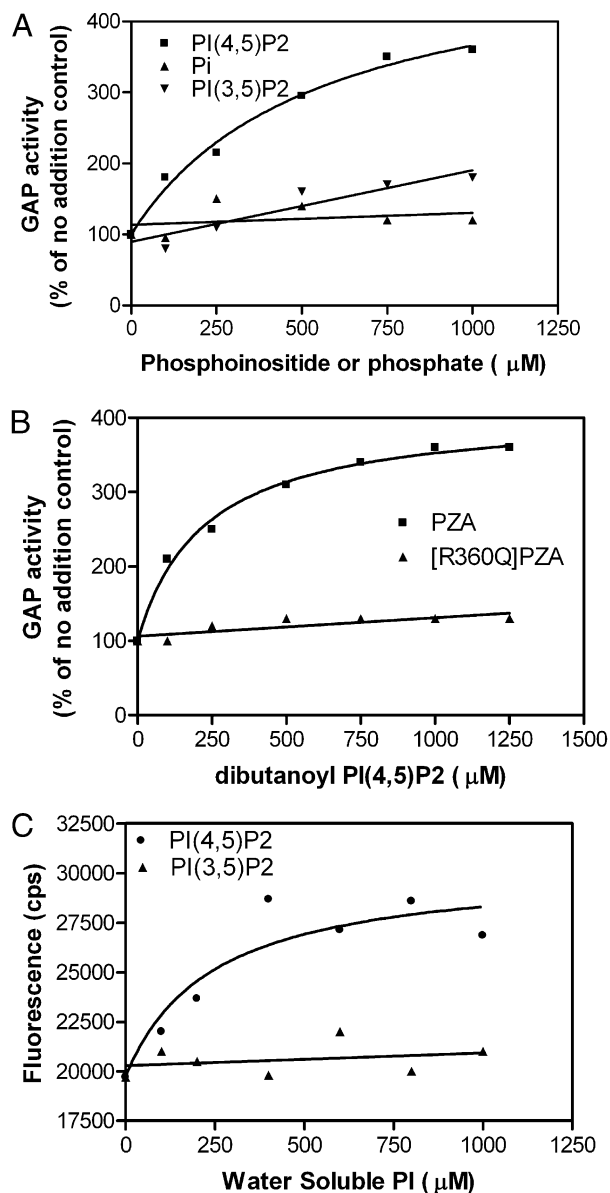 A
PI(4,5)P2
Pi
PI(3,5)P2
GAP activity
(% of no addition control)
400
300
200
100
0
0 250 500 750 1000 1250
Phosphoinositide or phosphate ( μM)
B
PZA
[R360Q]PZA
GAP activity
(% of no addition control)
400
300
200
100
0
0 250 500 750 1000 1250 1500
dibutanoyl PI(4,5)P2 ( μM)
C
PI(4,5)P2
PI(3,5)P2
Fluorescence (cps)
32500
30000
27500
25000
22500
20000
17500
0 250 500 750 1000 1250
Water Soluble PI ( μM)